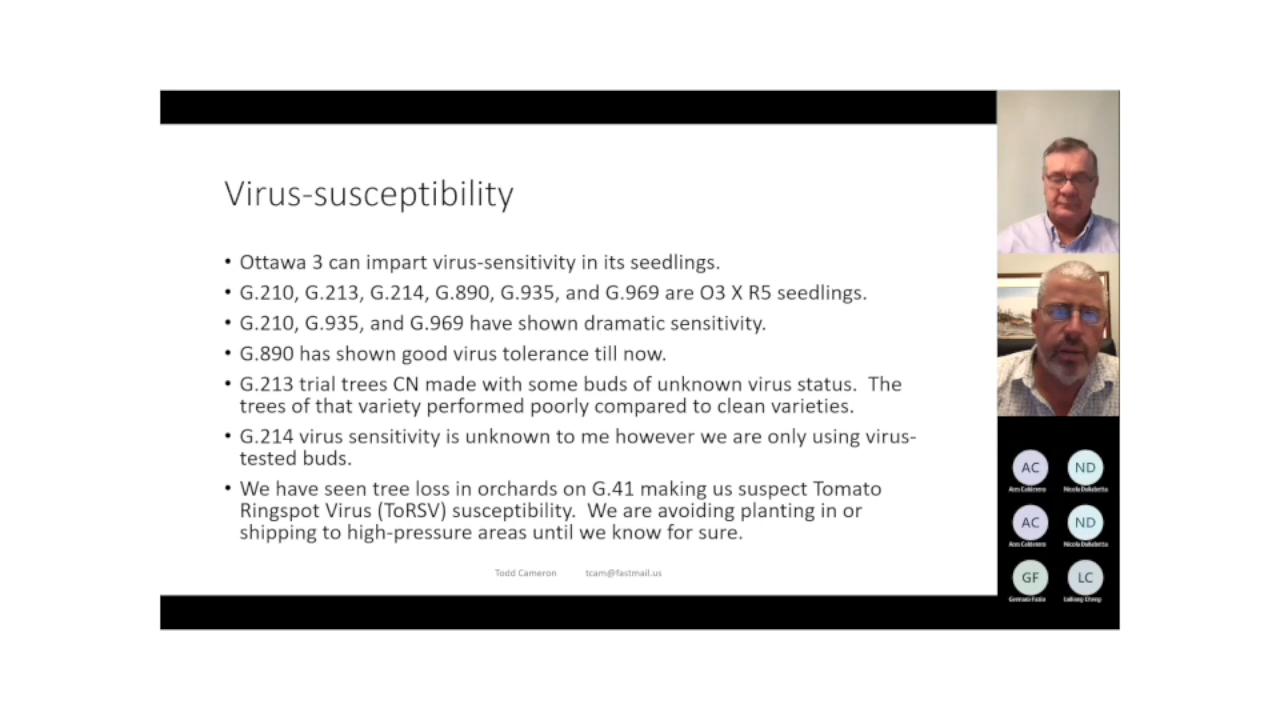 Virus-susceptibility
• Ottawa 3 can impart virus-sensitivity in its seedlings.
• G.210, G.213, G.214, G.890, G.935, and G.969 are O3 X R5 seedlings.
• G.210, G.935, and G.969 have shown dramatic sensitivity.
• G.890 has shown good virus tolerance till now.
• G.213 trial trees CN made with some buds of unknown virus status.  The
trees of that variety performed poorly compared to clean varieties.
• G.214 virus sensitivity is unknown to me however we are only using virus-
tested buds.
• We have seen tree loss in orchards on G.41 making us suspect Tomato
Ringspot Virus (ToRSV) susceptibility.  We are avoiding planting in or
shipping to high-pressure areas until we know for sure.
Todd Cameron tcam@fastmail.us
AC ND
Nicola Dallabetta
AC ND
Nicola Dallabetta
GF LC
Gennaro Fazio